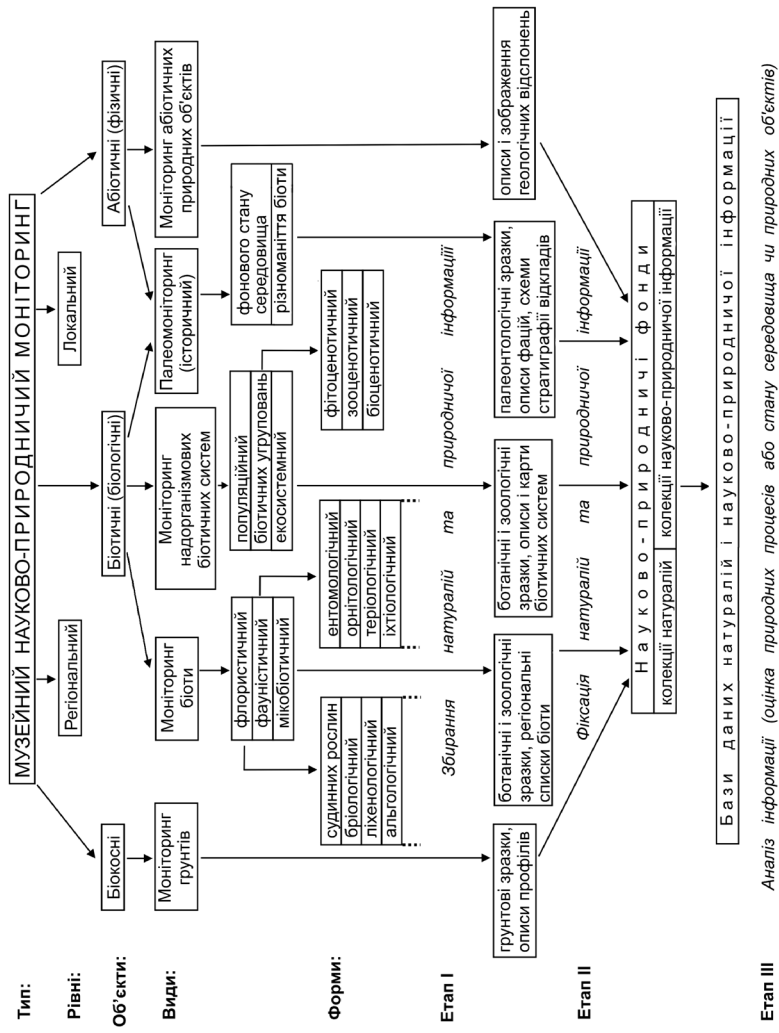 Тип:
МУЗЕЙНИЙ НАУКОВО-ПРИРОДНИЧИЙ МОНІТОРИНГ
Рівні:
Регіональний
Локальний
Об'єкти:
Біокосні
Біотичні (біологічні)
Абіотичні (фізичні)
Види:
Моніторинг
грунтів
Моніторинг
біоти
Моніторинг
надорганізмових
біотичних систем
Палеомоніторинг
(історичний)
Моніторинг абіотичних
природних об'єктів
флористичний
фауністичний
мікобіотичний
популяційний
біотичних угруповань
екосистемний
фонового стану
середовища
різноманіття біоти
Форми:
судинних рослин
бріологічний
ліхенологічний
альгологічний
ентомологічний
орнітологічний
теріологічний
іхтіологічний
фітоценотичний
зооценотичний
біоценотичний
Етап I
Збирання натуралій та природничої інформаціїї
грунтові зразки,
описи профілів
ботанічні і зоологічні
зразки, регіональні
списки біоти
ботанічні і зоологічні
зразки, описи і карти
біотичних систем
палеонтологічні зразки,
описи фацій, схеми
стратиграфії відкладів
описи і зображення
геологічних відслонень
Етап II
Фіксація натуралій та природничої інформації
Науково-природничі фонди
колекції натуралій
колекції науково-природничої інформації
Бази даних натуралій і науково-природничої інформації
Етап III
Аналіз інформації (оцінка природних процесів або стану середовища чи природних об'єктів)